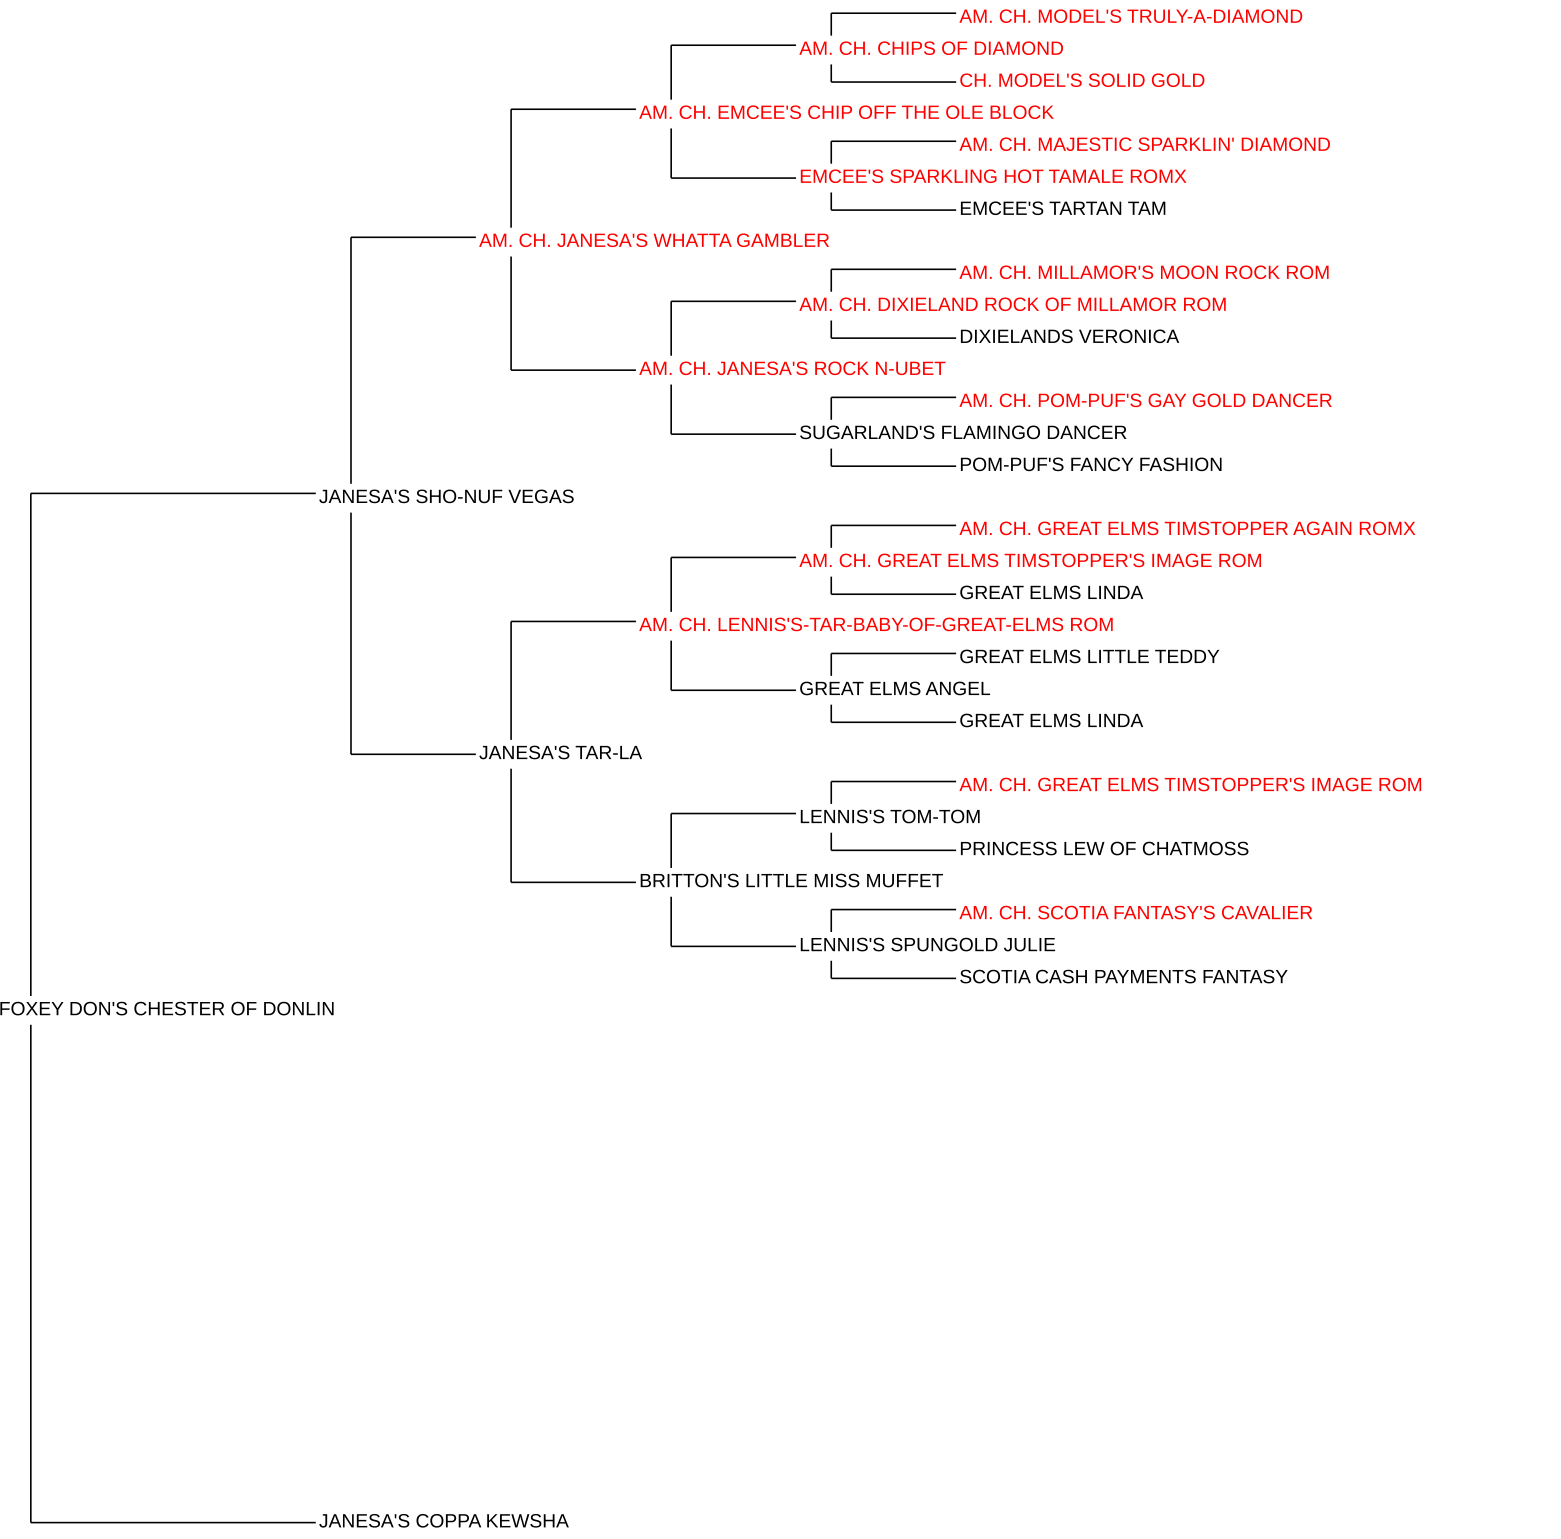 AM. CH. MODEL'S TRULY-A-DIAMOND
AM. CH. CHIPS OF DIAMOND
CH. MODEL'S SOLID GOLD
AM. CH. EMCEE'S CHIP OFF THE OLE BLOCK
AM. CH. MAJESTIC SPARKLIN' DIAMOND
EMCEE'S SPARKLING HOT TAMALE ROMX
EMCEE'S TARTAN TAM
AM. CH. JANESA'S WHATTA GAMBLER
AM. CH. MILLAMOR'S MOON ROCK ROM
AM. CH. DIXIELAND ROCK OF MILLAMOR ROM
DIXIELANDS VERONICA
AM. CH. JANESA'S ROCK N-UBET
AM. CH. POM-PUF'S GAY GOLD DANCER
SUGARLAND'S FLAMINGO DANCER
POM-PUF'S FANCY FASHION
JANESA'S SHO-NUF VEGAS
AM. CH. GREAT ELMS TIMSTOPPER AGAIN ROMX
AM. CH. GREAT ELMS TIMSTOPPER'S IMAGE ROM
GREAT ELMS LINDA
AM. CH. LENNIS'S-TAR-BABY-OF-GREAT-ELMS ROM
GREAT ELMS LITTLE TEDDY
GREAT ELMS ANGEL
GREAT ELMS LINDA
JANESA'S TAR-LA
AM. CH. GREAT ELMS TIMSTOPPER'S IMAGE ROM
LENNIS'S TOM-TOM
PRINCESS LEW OF CHATMOSS
BRITTON'S LITTLE MISS MUFFET
AM. CH. SCOTIA FANTASY'S CAVALIER
LENNIS'S SPUNGOLD JULIE
SCOTIA CASH PAYMENTS FANTASY
FOXEY DON'S CHESTER OF DONLIN
JANESA'S COPPA KEWSHA